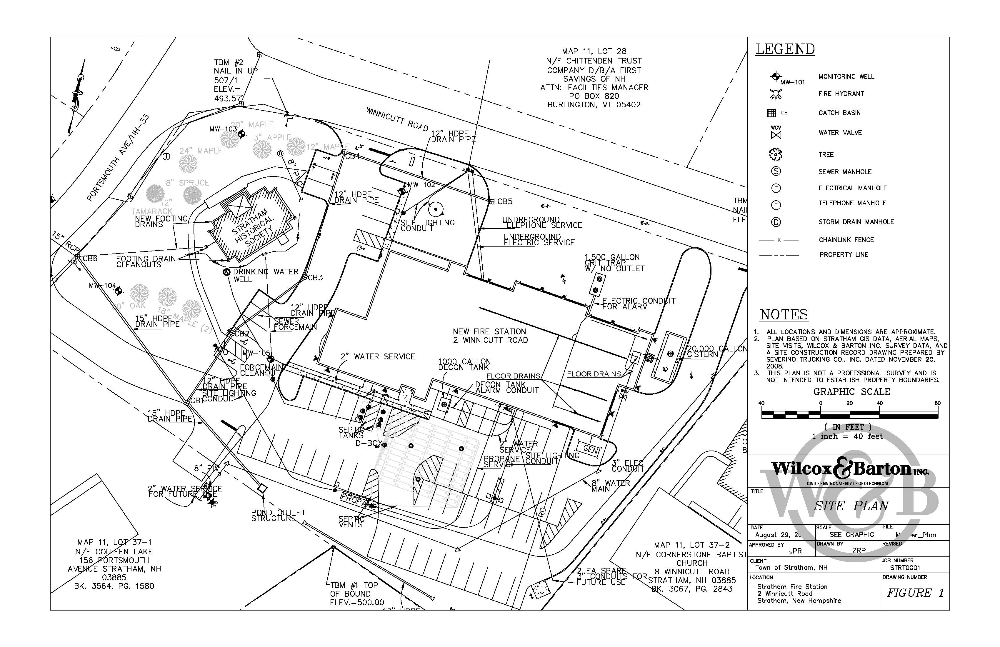 TBM #2
NAIL IN UP
507/1
ELEV.=
493.57'
MAP 11, LOT 28
N/F CHITTENDEN TRUST
COMPANY D/B/A FIRST
SAVINGS OF NH
ATTN: FACILITIES MANAGER
PO BOX 820
BURLINGTON, VT 05402
PORTSMOUTH AVE/NH-33
WINNICUTT ROAD
MW-103
20" MAPLE
3" APPLE
12" MAPLE
24" MAPLE
8" SPRUCE
12"
TAMARACK
T
D
8" PVC
CB4
12" HDPE
DRAIN PIPE
MW-102
12" HDPE
DRAIN PIPE
CB5
NEW FOOTING
DRAINS
STRATHAM
HISTORICAL
SOCIETY
SITE LIGHTING
CONDUIT
UNDREGROUND
TELEPHONE SERVICE
UNDERGROUND
ELECTRIC SERVICE
TBM
NAIL
ELE
15" RCP
CB6
FOOTING DRAIN
CLEANOUTS
W
DRINKING WATER
WELL
CB3
1,500 GALLON
GRIT TRAP
W/ NO OUTLET
MW-104
30" OAK
18" MAPLE (2)
15" HDPE
DRAIN PIPE
12" HDPE
DRAIN PIPE
SEWER
FORCEMAIN
ELECTRIC CONDUIT
FOR ALARM
CB2
NEW FIRE STATION
2 WINNICUTT ROAD
MW-105
2" WATER SERVICE
1000 GALLON
DECON TANK
20,000 GALLON
CISTERN
MH
E
FORCEMAIN
CLEANOUT
FLOOR DRAINS
FLOOR DRAINS
12" HDPE
DRAIN PIPE
SITE LIGHTING
CONDUIT
DECON TANK
ALARM CONDUIT
WGV
CB1
MH
15" HDPE
DRAIN PIPE
SEPTIC
TANKS
D-BOX
2" WATER
SERVICE
PROPANE
SERVICE
SITE LIGHTING
CONDUIT
GEN
3" ELEC
CONDUIT
8" PIV
8" WATER
MAIN
2" WATER SERVICE
FOR FUTURE USE
PROPANE
POND OUTLET
STRUCTURE
SEPTIC
VENTS
RD
MAP 11, LOT 37-1
N/F COLLEEN LAKE
156 PORTSMOUTH
AVENUE STRATHAM, NH
03885
BK. 3564, PG. 1580
TBM #1 TOP
OF BOUND
ELEV.=500.00
2 EA SPARE
3" CONDUITS FOR
FUTURE USE
MAP 11, LOT 37-2
N/F CORNERSTONE BAPTIST
CHURCH
8 WINNICUTT ROAD
STRATHAM, NH 03885
BK. 3067, PG. 2843
LEGEND
MW-101 MONITORING WELL
FIRE HYDRANT
CB CATCH BASIN
WGV WATER VALVE
TREE
S SEWER MANHOLE
E ELECTRICAL MANHOLE
T TELEPHONE MANHOLE
D STORM DRAIN MANHOLE
X CHAINLINK FENCE
PROPERTY LINE
NOTES
1. ALL LOCATIONS AND DIMENSIONS ARE APPROXIMATE.
2. PLAN BASED ON STRATHAM GIS DATA, AERIAL MAPS,
SITE VISITS, WILCOX & BARTON INC. SURVEY DATA, AND
A SITE CONSTRUCTION RECORD DRAWING PREPARED BY
SEVERINO TRUCKING CO., INC. DATED NOVEMBER 20,
2008.
3. THIS PLAN IS NOT A PROFESSIONAL SURVEY AND IS
NOT INTENDED TO ESTABLISH PROPERTY BOUNDARIES.
GRAPHIC SCALE
40 0 20 40 80
( IN FEET )
1 inch = 40 feet
W&B
Wilcox&Barton INC.
CIVIL · ENVIRONMENTAL · GEOTECHNICAL
TITLE
SITE PLAN
DATE
August 29,
SCALE
SEE GRAPHIC
FILE
APPROVED BY
JPR
DRAWN BY
ZRP
REVISED
CLIENT
Town of Stratham, NH
JOB NUMBER
STRT0001
LOCATION
Stratham Fire Station
2 Winnicutt Road
Stratham, New Hampshire
DRAWING NUMBER
FIGURE 1